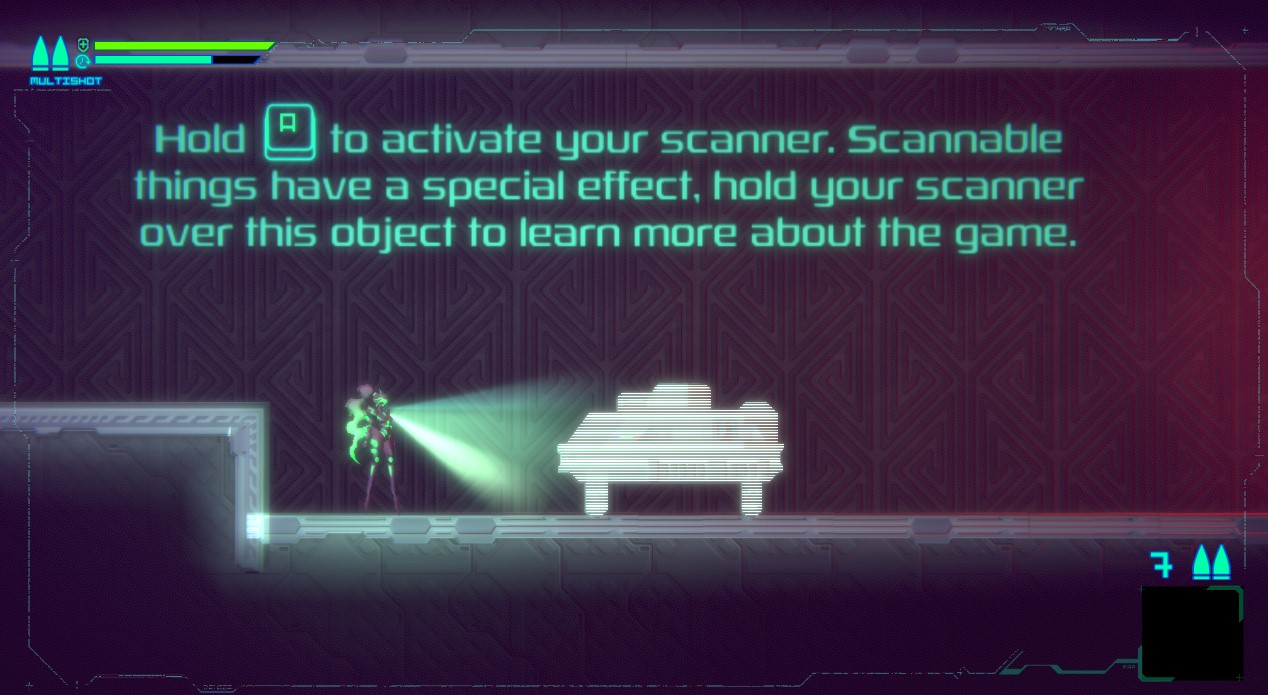 MULTISHOT
Hold A to activate your scanner. Scannable
things have a special effect, hold your scanner
over this object to learn more about the game.
7